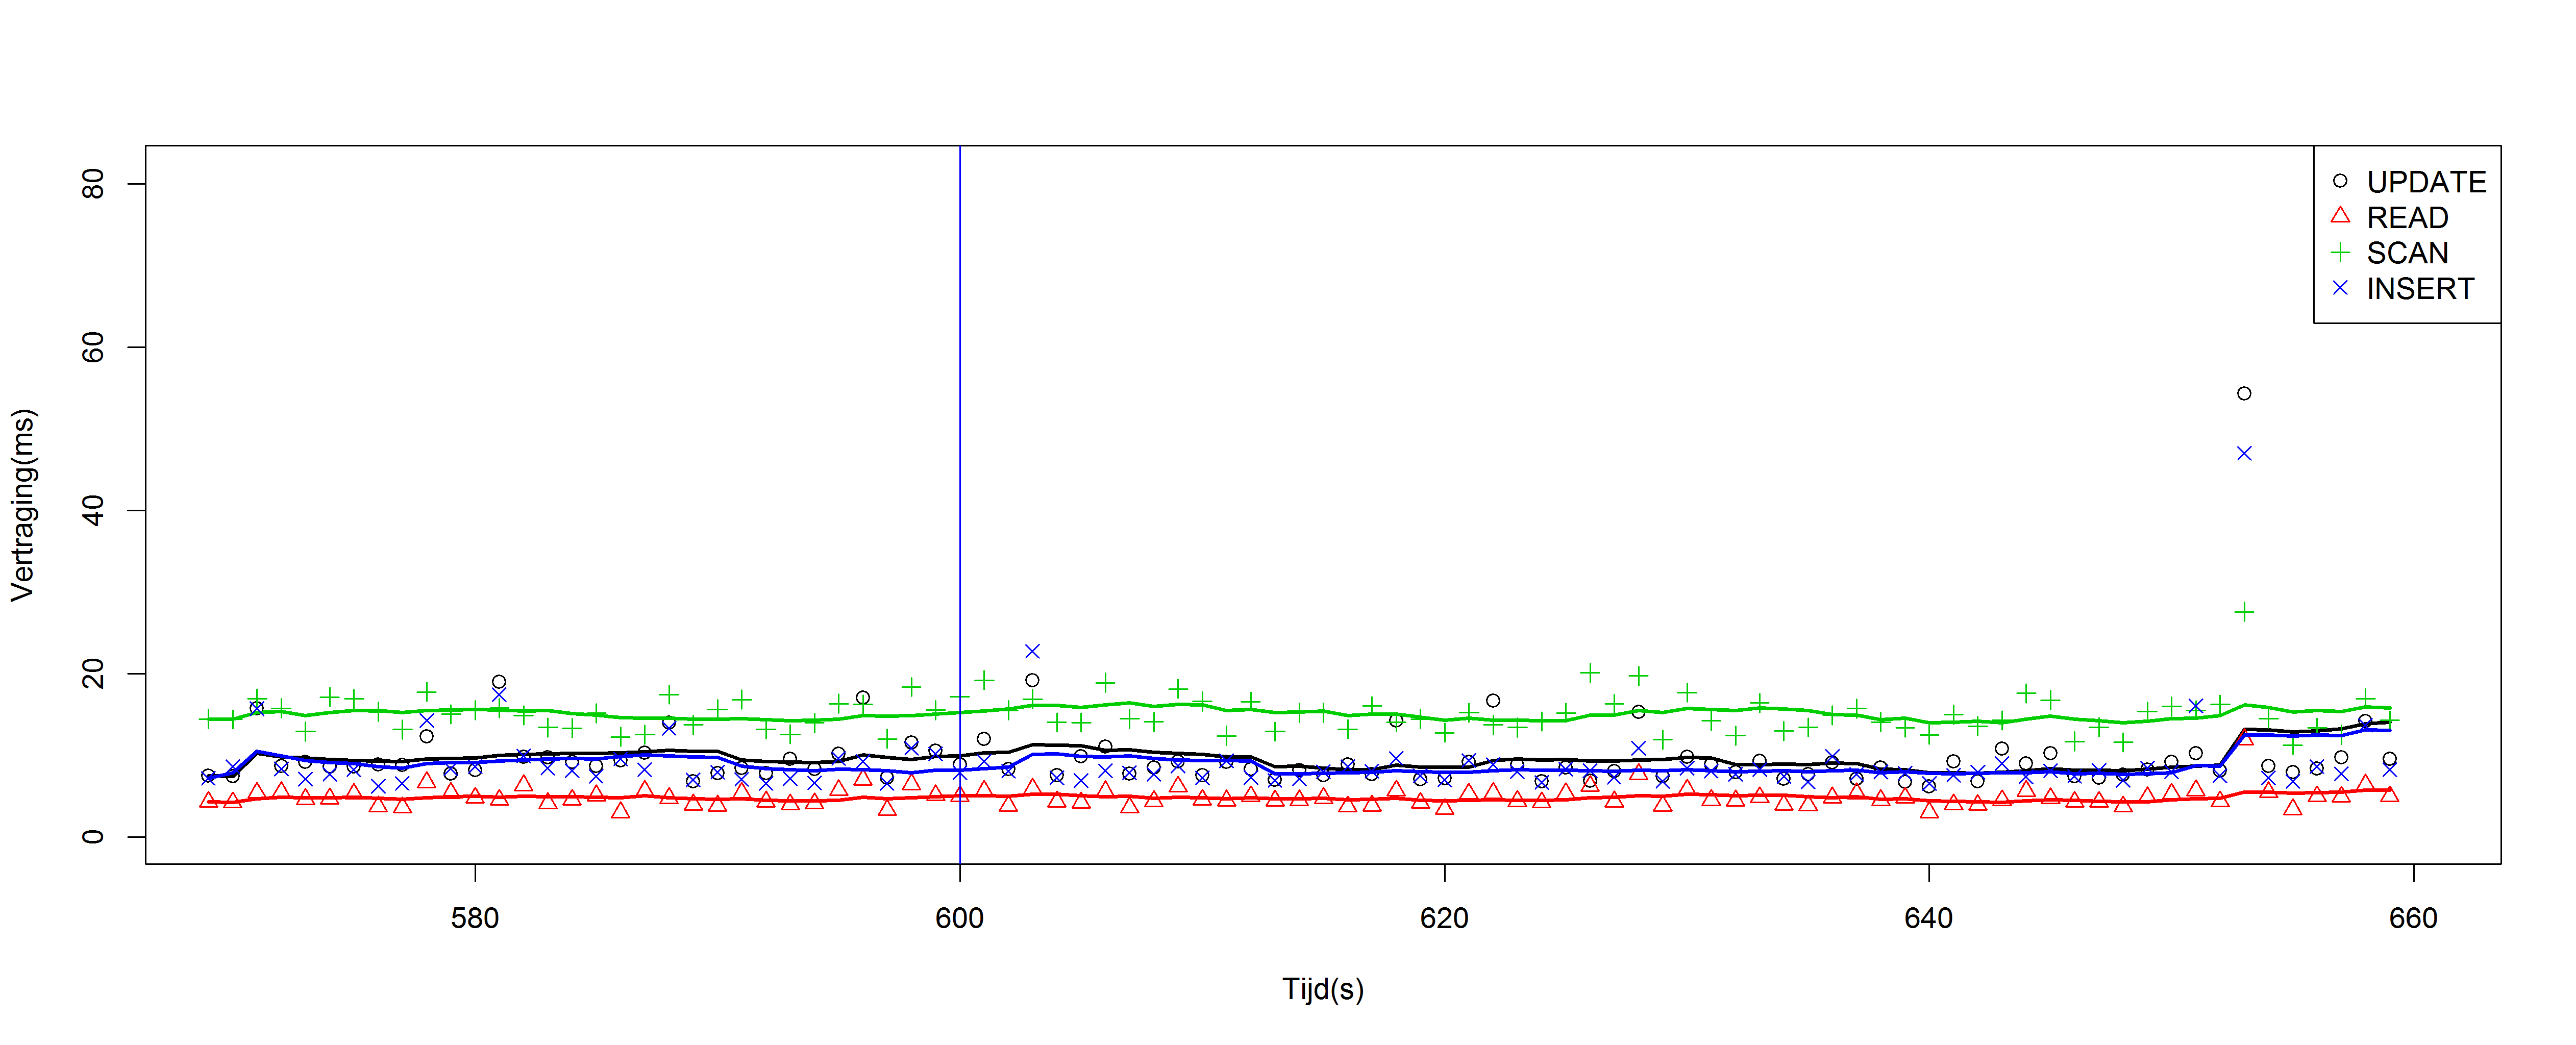 80
60
40
20
0
Vertraging(ms)
UPDATE
READ
SCAN
INSERT
580 600 620 640 660
Tijd(s)